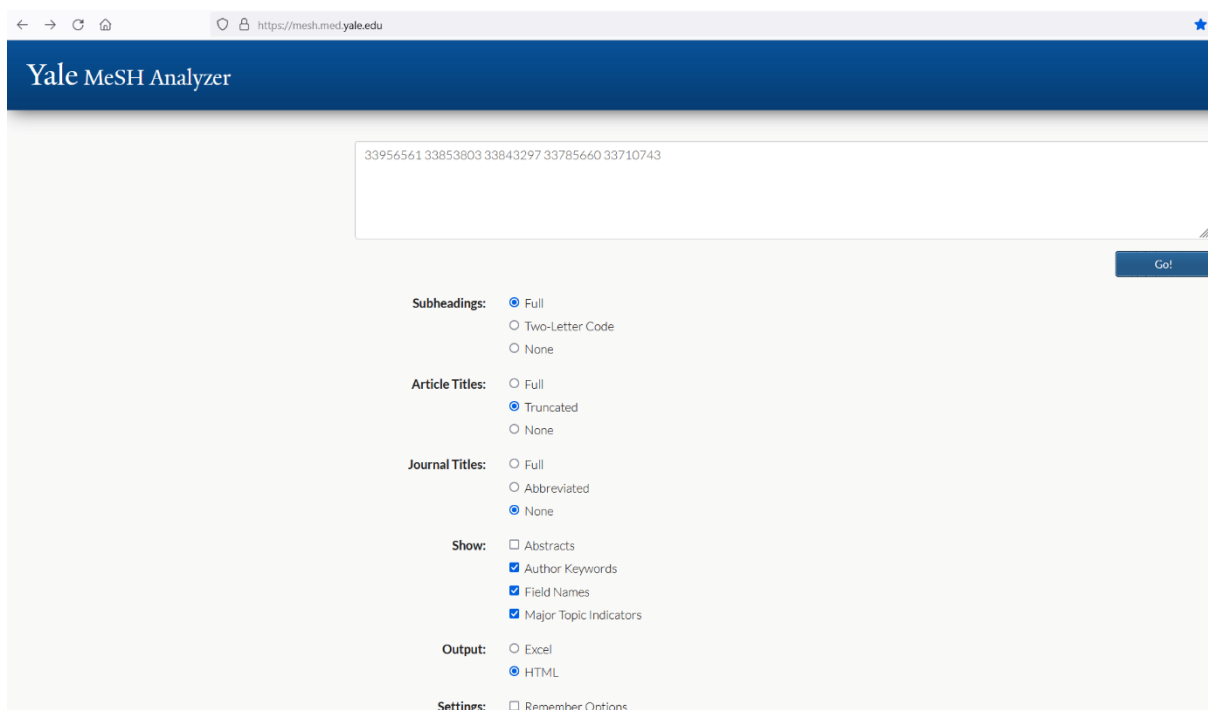 https://mesh.med.yale.edu
Yale MeSH Analyzer
33956561 33853803 33843297 33785660 33710743
Go!
Subheadings: Full
Two-Letter Code
None
Article Titles: Full
Truncated
None
Journal Titles: Full
Abbreviated
None
Show: Abstracts
Author Keywords
Field Names
Major Topic Indicators
Output: Excel
HTML
Settings: Remember Options